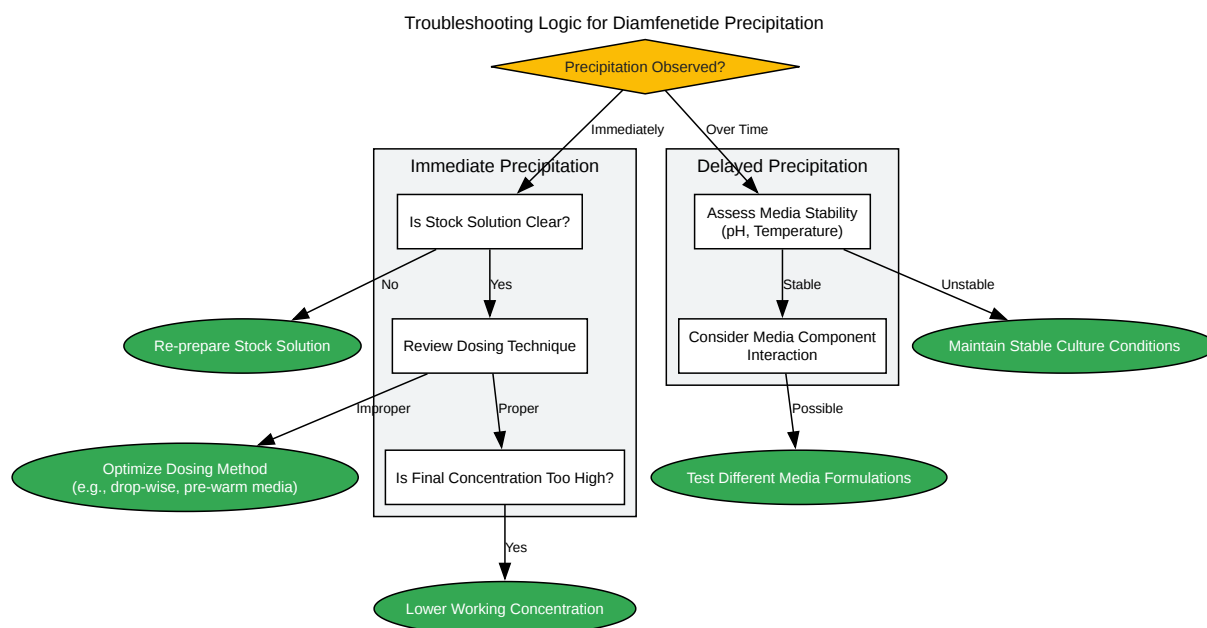 Troubleshooting Logic for Diamfenetide Precipitation
Precipitation Observed?
Immediately
Over Time
Immediate Precipitation
Delayed Precipitation
Is Stock Solution Clear?
Assess Media Stability
(pH, Temperature)
No
Yes
Stable
Unstable
Re-prepare Stock Solution
Review Dosing Technique
Consider Media Component
Interaction
Maintain Stable Culture Conditions
Improper
Proper
Possible
Optimize Dosing Method
(e.g., drop-wise, pre-warm media)
Is Final Concentration Too High?
Test Different Media Formulations
Yes
Lower Working Concentration